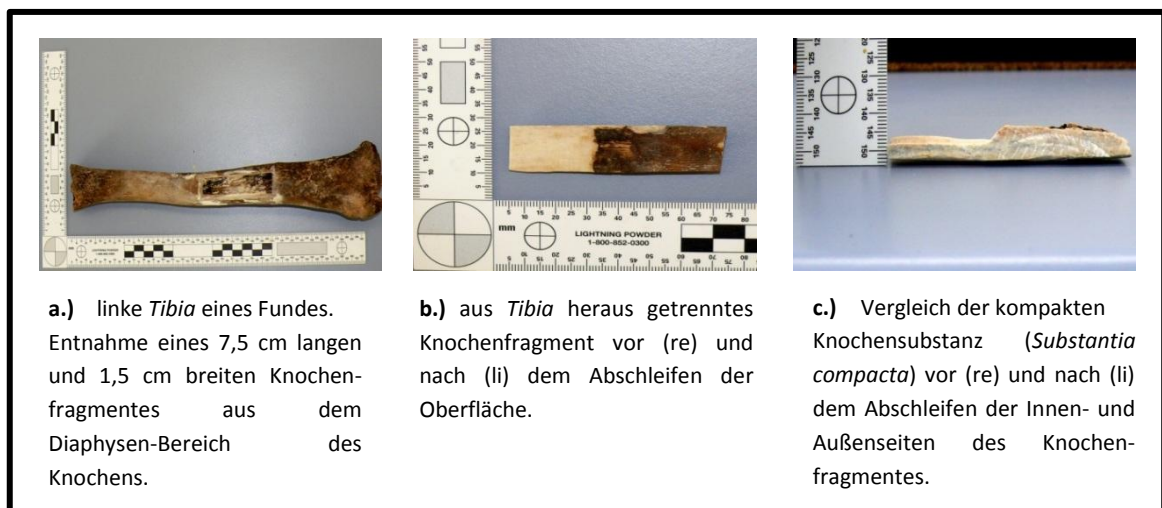 mm
LIGHTNING POWDER
1-800-852-0300
a.) linke Tibia eines Fundes.
Entnahme eines 7,5 cm langen
und 1,5 cm breiten Knochen-
fragmentes aus dem
Diaphysen-Bereich des
Knochens.
b.) aus Tibia heraus getrenntes
Knochenfragment vor (re) und
nach (li) dem Abschleifen der
Oberfläche.
c.) Vergleich der kompakten
Knochensubstanz (Substantia
compacta) vor (re) und nach (li)
dem Abschleifen der Innen- und
Außenseiten des Knochen-
fragmentes.